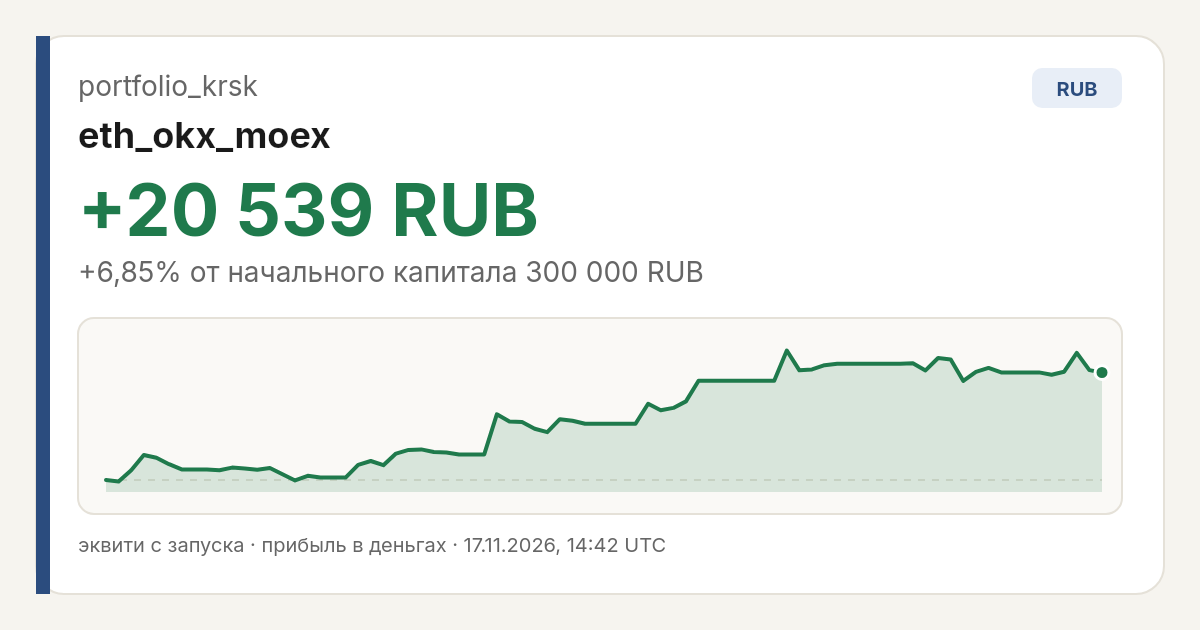 portfolio_krsk
RUB
eth_okx_moex
+20 539 RUB
+6,85% от начального капитала 300 000 RUB
эквити с запуска · прибыль в деньгах · 17.11.2026, 14:42 UTC